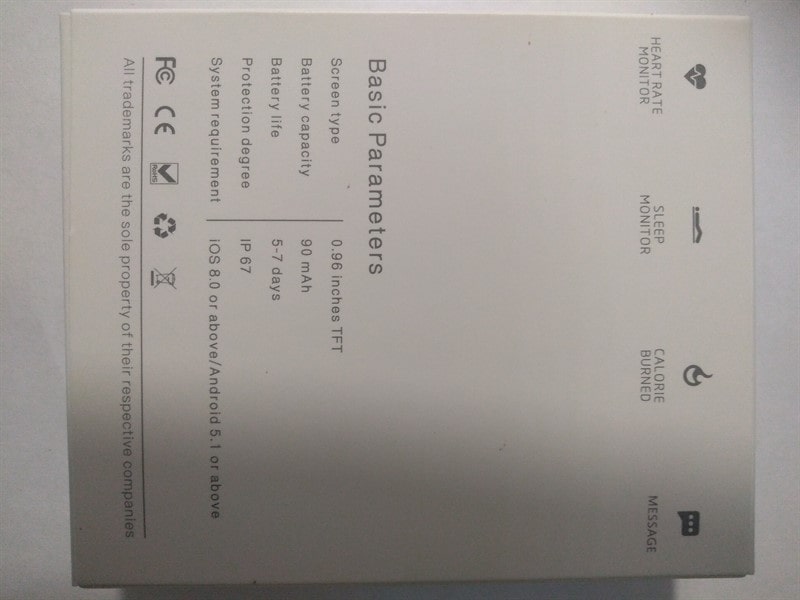 HEART RATE
MONITOR
SLEEP
MONITOR
CALORIE
BURNED
MESSAGE
Basic Parameters
Screen type 0.96 inches TFT
Battery capacity 90 mAh
Battery life 5-7 days
Protection degree IP 67
System requirement iOS 8.0 or above/Android 5.1 or above
FC CE RoHS
All trademarks are the sole property of their respective companies